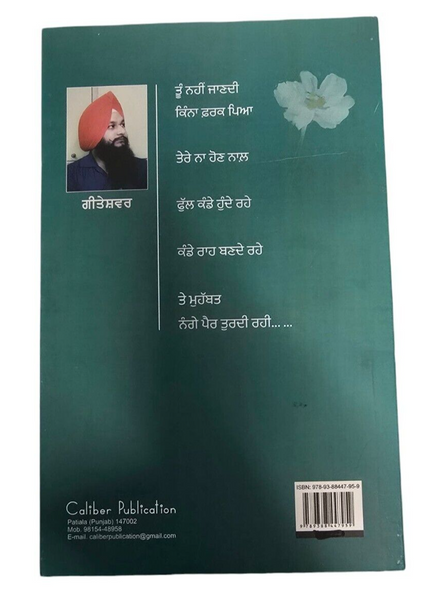 ਤੂੰ ਨਹੀਂ ਜਾਣਦੀ
ਕਿੰਨਾ ਫ਼ਰਕ ਪਿਆ
ਤੇਰੇ ਨਾ ਹੋਣ ਨਾਲ਼
ਫੁੱਲ ਕੰਡੇ ਹੁੰਦੇ ਰਹੇ
ਕੰਡੇ ਰਾਹ ਬਣਦੇ ਰਹੇ
ਤੇ ਮੁਹੱਬਤ
ਨੰਗੇ ਪੈਰ ਤੁਰਦੀ ਰਹੀ... ...
ਗੀਤੇਸ਼ਵਰ
Caliber Publication
Patiala (Punjab) 147002
Mob. 98154-48958
E-mail. caliberpublication@gmail.com
ISBN: 978-93-88447-95-9
9789388447959